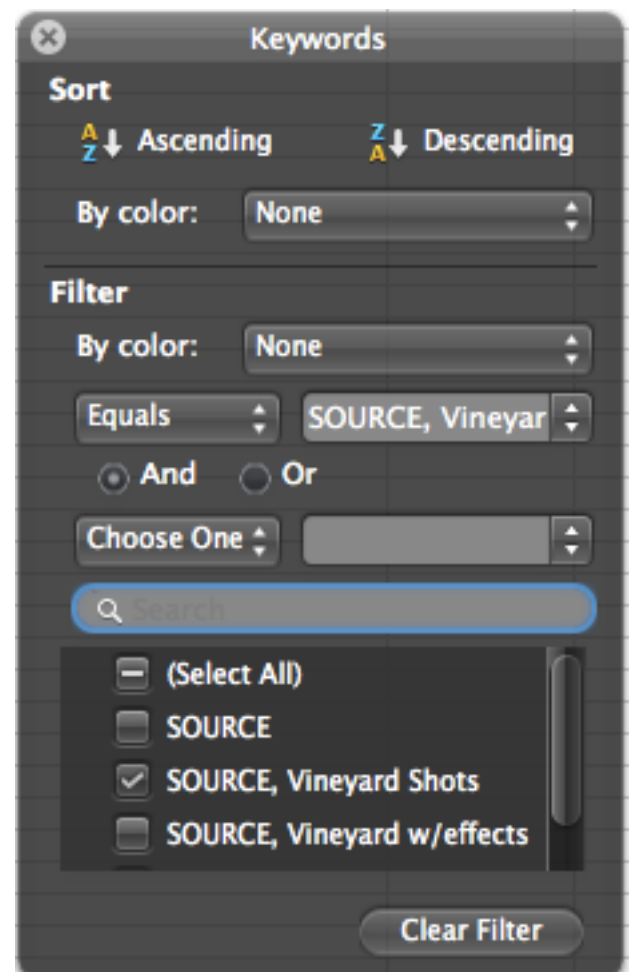 Keywords
Sort
A Z Ascending Z A Descending
By color: None
Filter
By color: None
Equals SOURCE, Vineyar
And Or
Choose One
Search
(Select All)
SOURCE
SOURCE, Vineyard Shots
SOURCE, Vineyard w/effects
Clear Filter